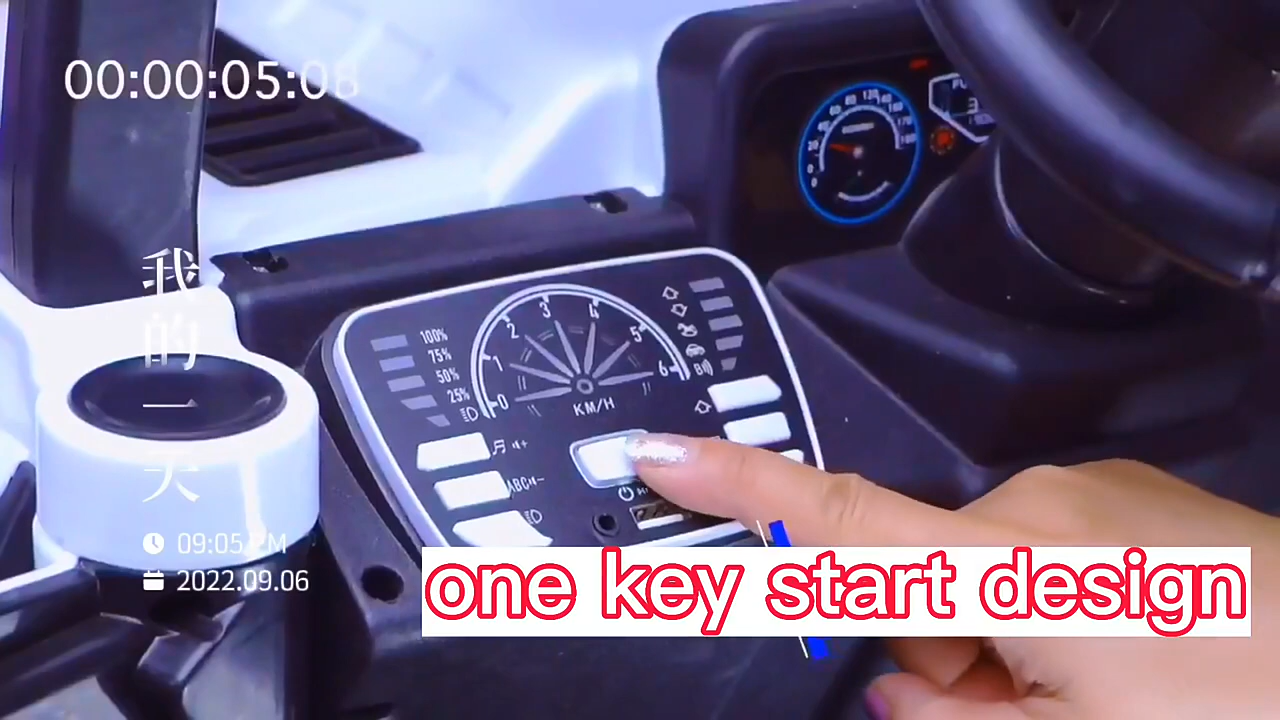 00:00:05:08
我的一天
09:05 PM
2022.09.06
100%
75%
50%
25%
0 1 2 3 4 5 6
KM/H
ABC
one key start design